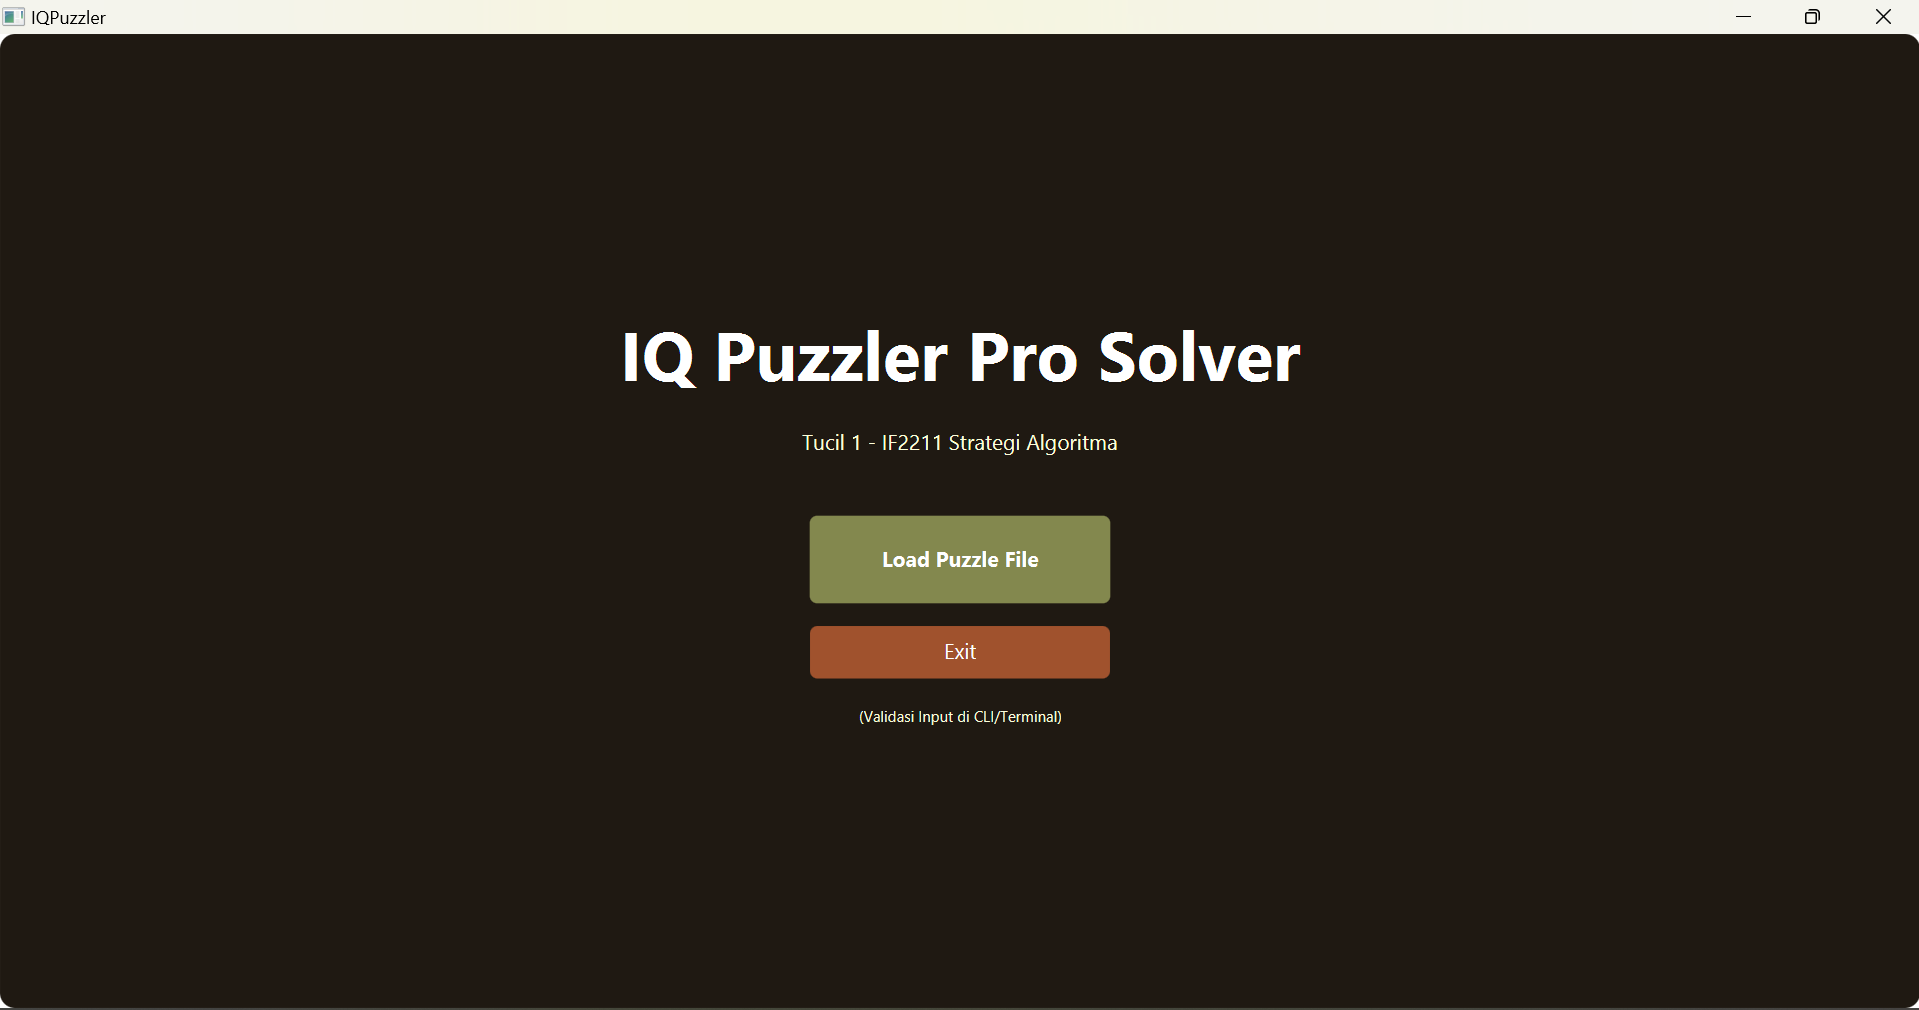 IQPuzzler
IQ Puzzler Pro Solver
Tucil 1 - IF2211 Strategi Algoritma
Load Puzzle File
Exit
(Validasi Input di CLI/Terminal)